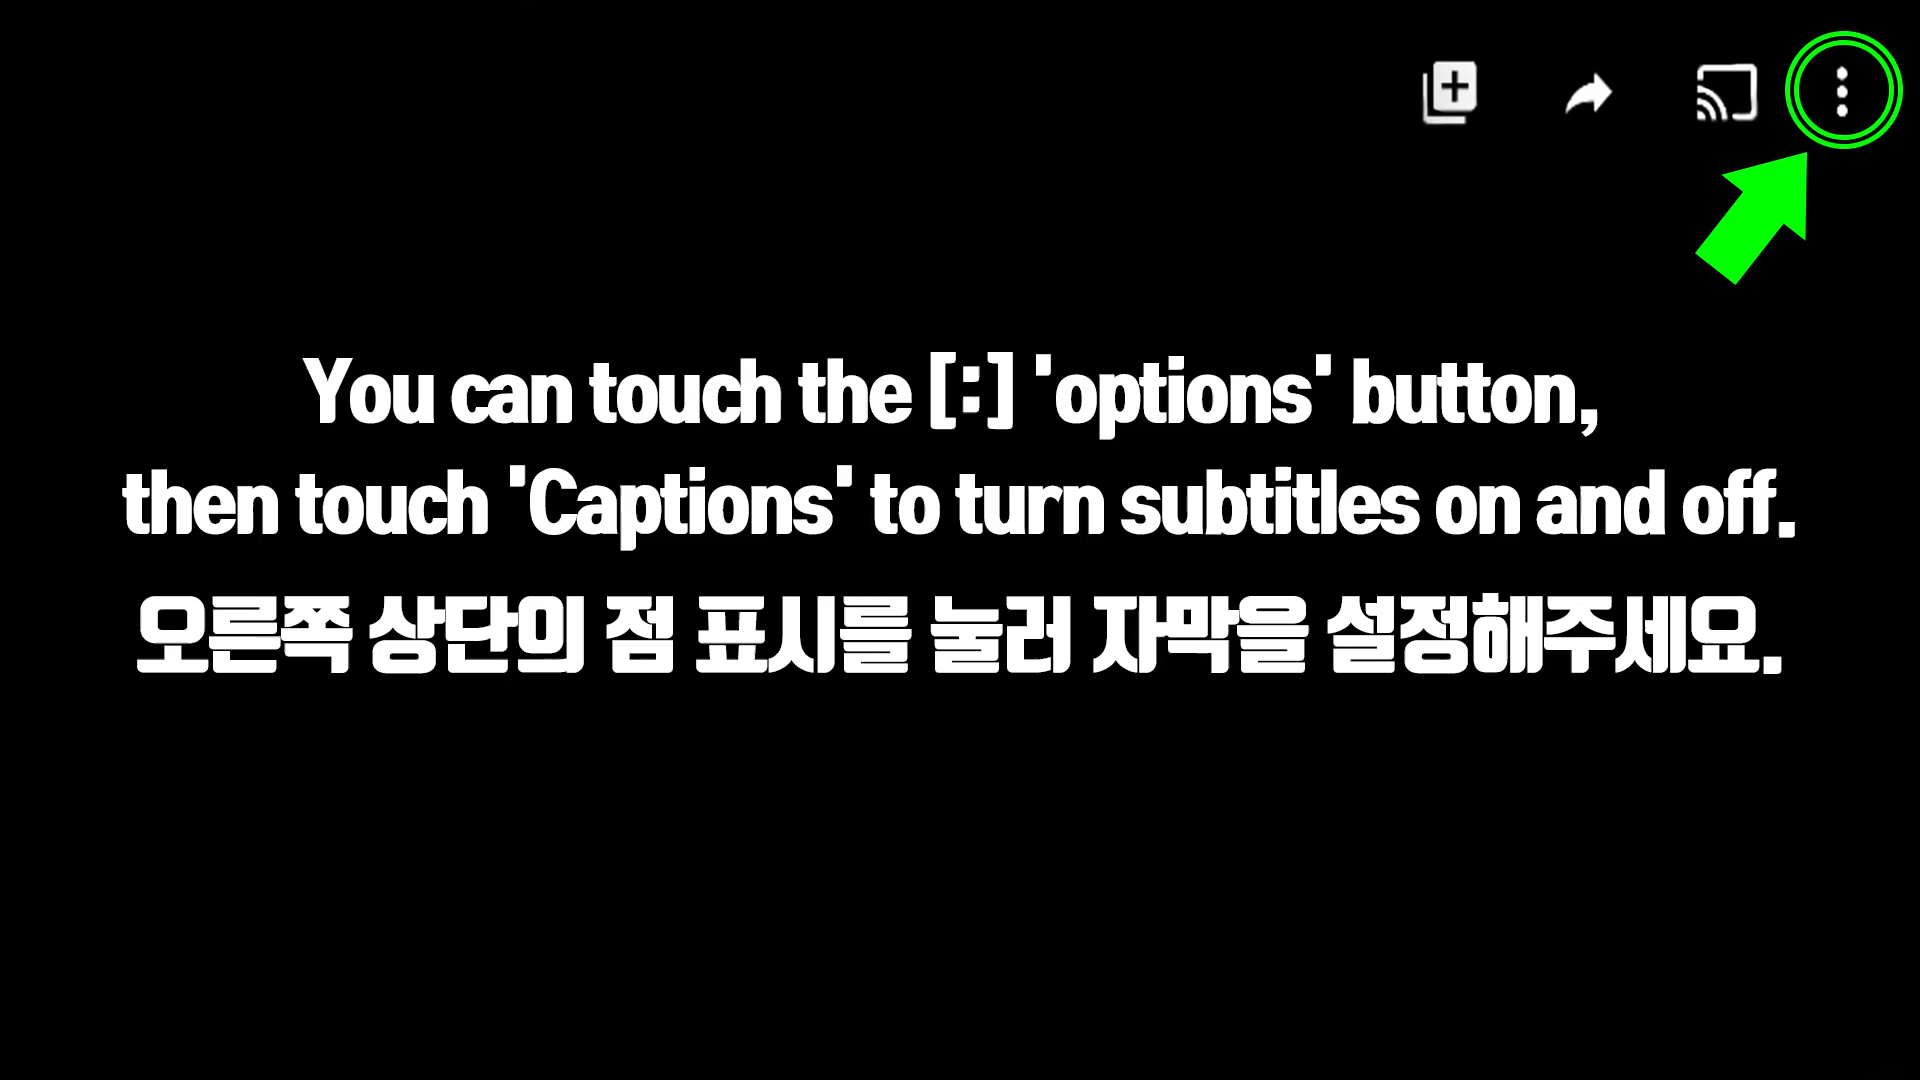 You can touch the [:] 'options' button,
then touch 'Captions' to turn subtitles on and off.
오른쪽 상단의 점 표시를 눌러 자막을 설정해주세요.